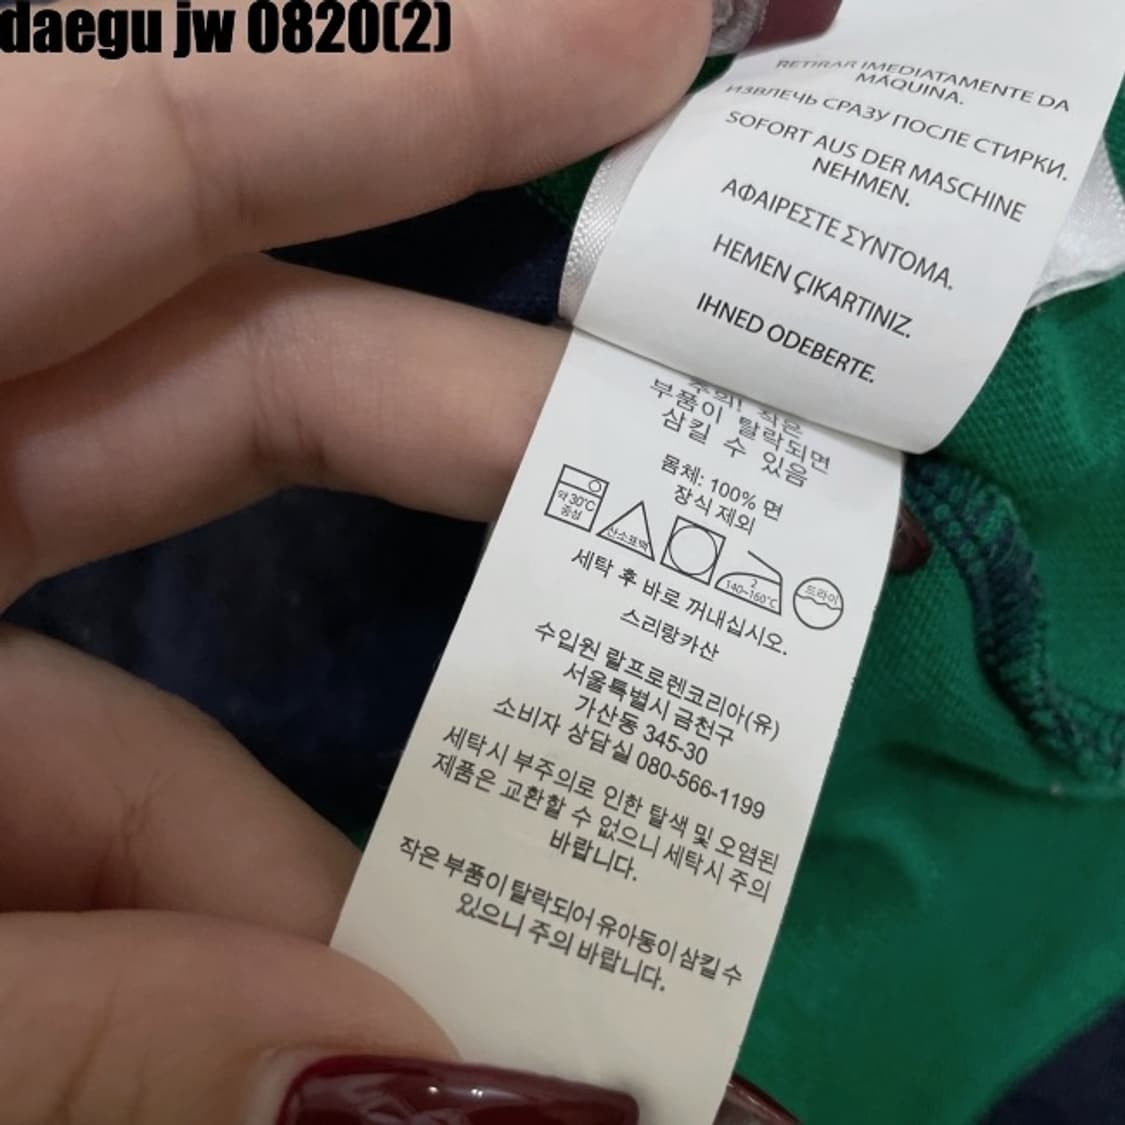 daegu jw 0820(2)
RETIRAR IMEDIATAMENTE DA
MÁQUINA.
ИЗВЛЕЧЬ СРАЗУ ПОСЛЕ СТИРКИ.
SOFORT AUS DER MASCHINE
NEHMEN.
ΑΦΑΙΡΕΣΤΕ ΣΥΝΤΟΜΑ.
HEMEN ÇIKARTINIZ.
IHNED ODEBERTE.
주의! 작은
부품이 탈락되면
삼킬 수 있음
몸체: 100% 면
장식 제외
약 30℃
중성
산소표백
2
140~160℃
드라이
세탁 후 바로 꺼내십시오.
스리랑카산
수입원 랄프로렌코리아(유)
서울특별시 금천구
가산동 345-30
소비자 상담실 080-566-1199
세탁시 부주의로 인한 탈색 및 오염된
제품은 교환할 수 없으니 세탁시 주의
바랍니다.
작은 부품이 탈락되어 유아동이 삼킬 수
있으니 주의 바랍니다.